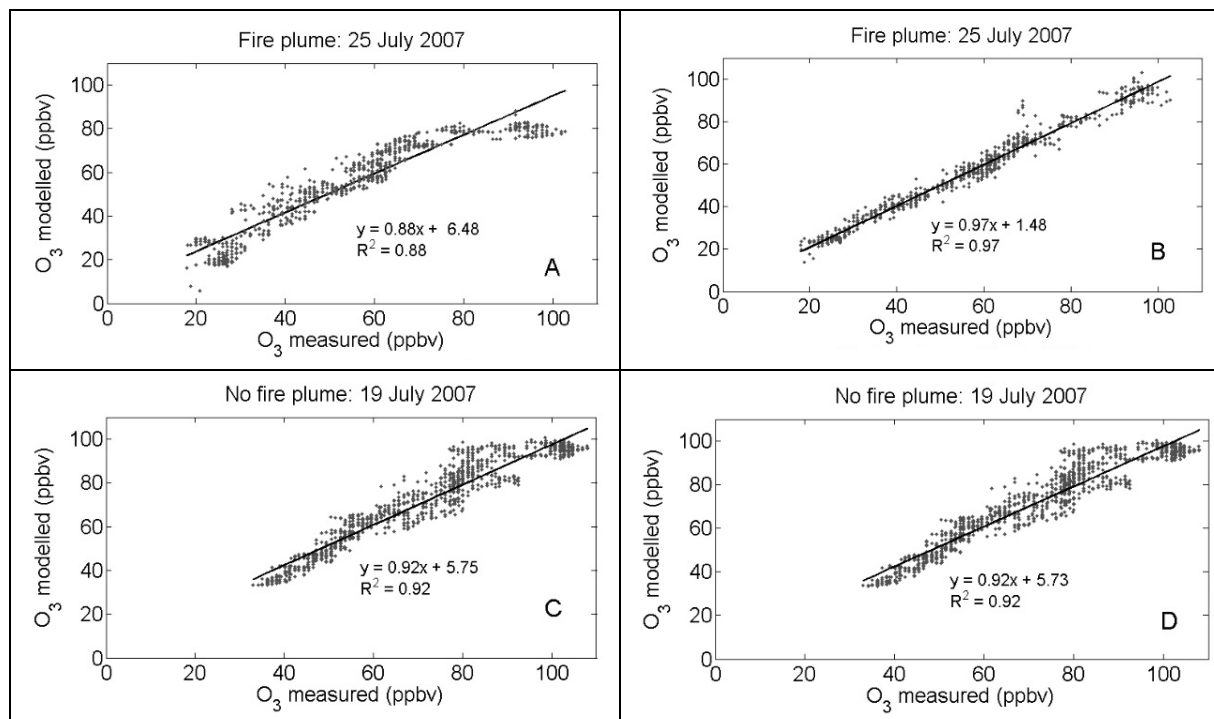 Fire plume: 25 July 2007
100
80
60
40
20
0
O3 modelled (ppbv)
y = 0.88x + 6.48
R2 = 0.88
A
0 20 40 60 80 100
O3 measured (ppbv)
Fire plume: 25 July 2007
100
80
60
40
20
0
O3 modelled (ppbv)
y = 0.97x + 1.48
R2 = 0.97
B
0 20 40 60 80 100
O3 measured (ppbv)
No fire plume: 19 July 2007
100
80
60
40
20
0
O3 modelled (ppbv)
y = 0.92x + 5.75
R2 = 0.92
C
0 20 40 60 80 100
O3 measured (ppbv)
No fire plume: 19 July 2007
100
80
60
40
20
0
O3 modelled (ppbv)
y = 0.92x + 5.73
R2 = 0.92
D
0 20 40 60 80 100
O3 measured (ppbv)